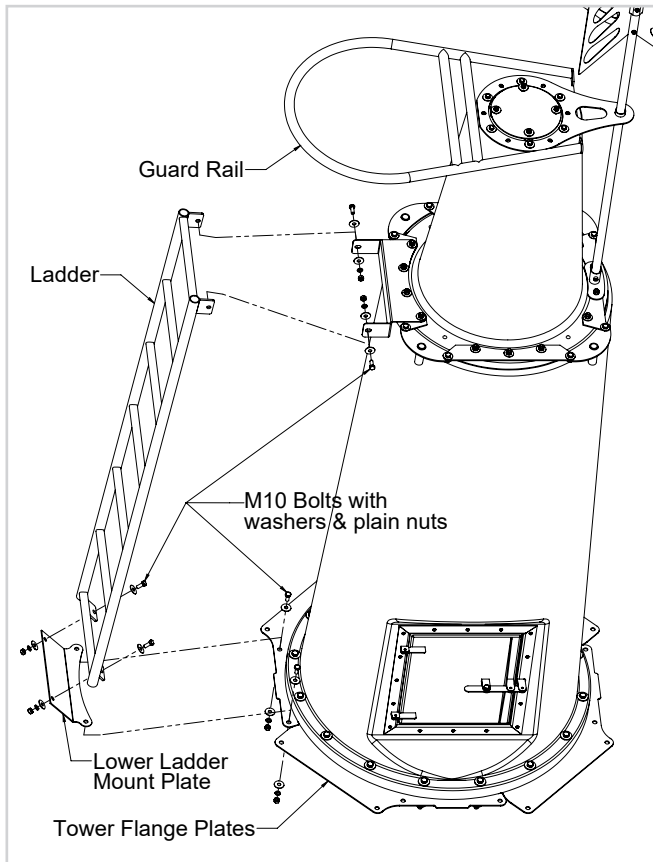 Guard Rail
Ladder
M10 Bolts with
washers & plain nuts
Lower Ladder
Mount Plate
Tower Flange Plates